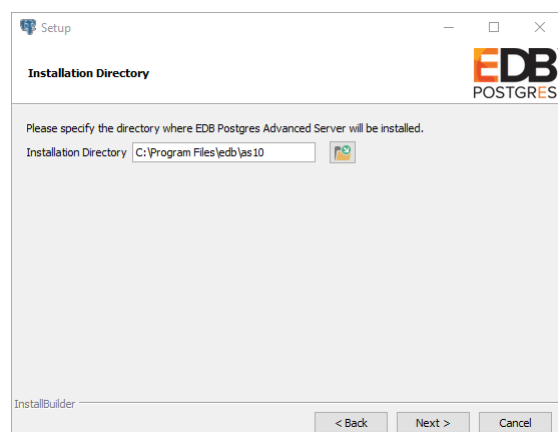 Setup
EDB
POSTGRES
Installation Directory
Please specify the directory where EDB Postgres Advanced Server will be installed.
Installation Directory C:\Program Files\edb\as10
InstallBuilder
< Back Next > Cancel